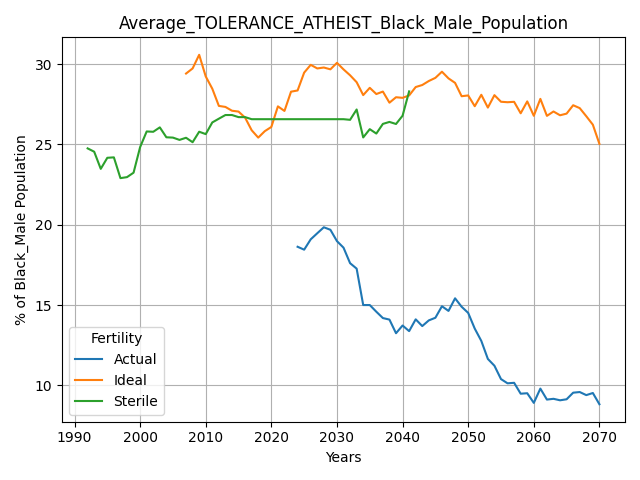 Average_TOLERANCE_ATHEIST_Black_Male_Population
% of Black_Male Population
30
25
20
15
10
Fertility
Actual
Ideal
Sterile
1990 2000 2010 2020 2030 2040 2050 2060 2070
Years